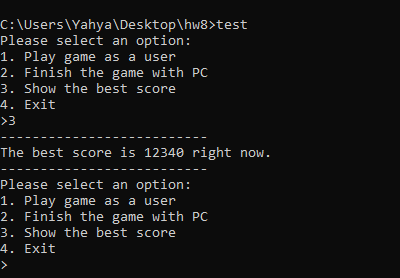 C:\Users\Yahya\Desktop\hw8>test
Please select an option:
1. Play game as a user
2. Finish the game with PC
3. Show the best score
4. Exit
>3
--------------------------
The best score is 12340 right now.
--------------------------
Please select an option:
1. Play game as a user
2. Finish the game with PC
3. Show the best score
4. Exit
>